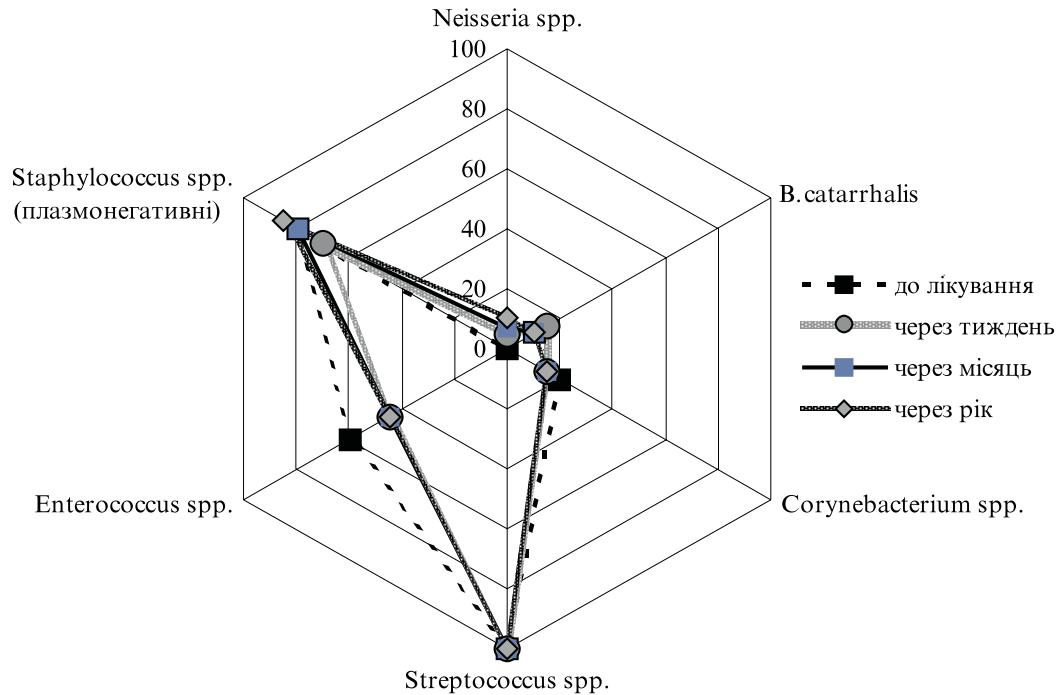 Neisseria spp.
100
80
60
40
20
0
Staphylococcus spp.
(плазмонегативні)
B.catarrhalis
до лікування
через тиждень
через місяць
через рік
Enterococcus spp.
Corynebacterium spp.
Streptococcus spp.